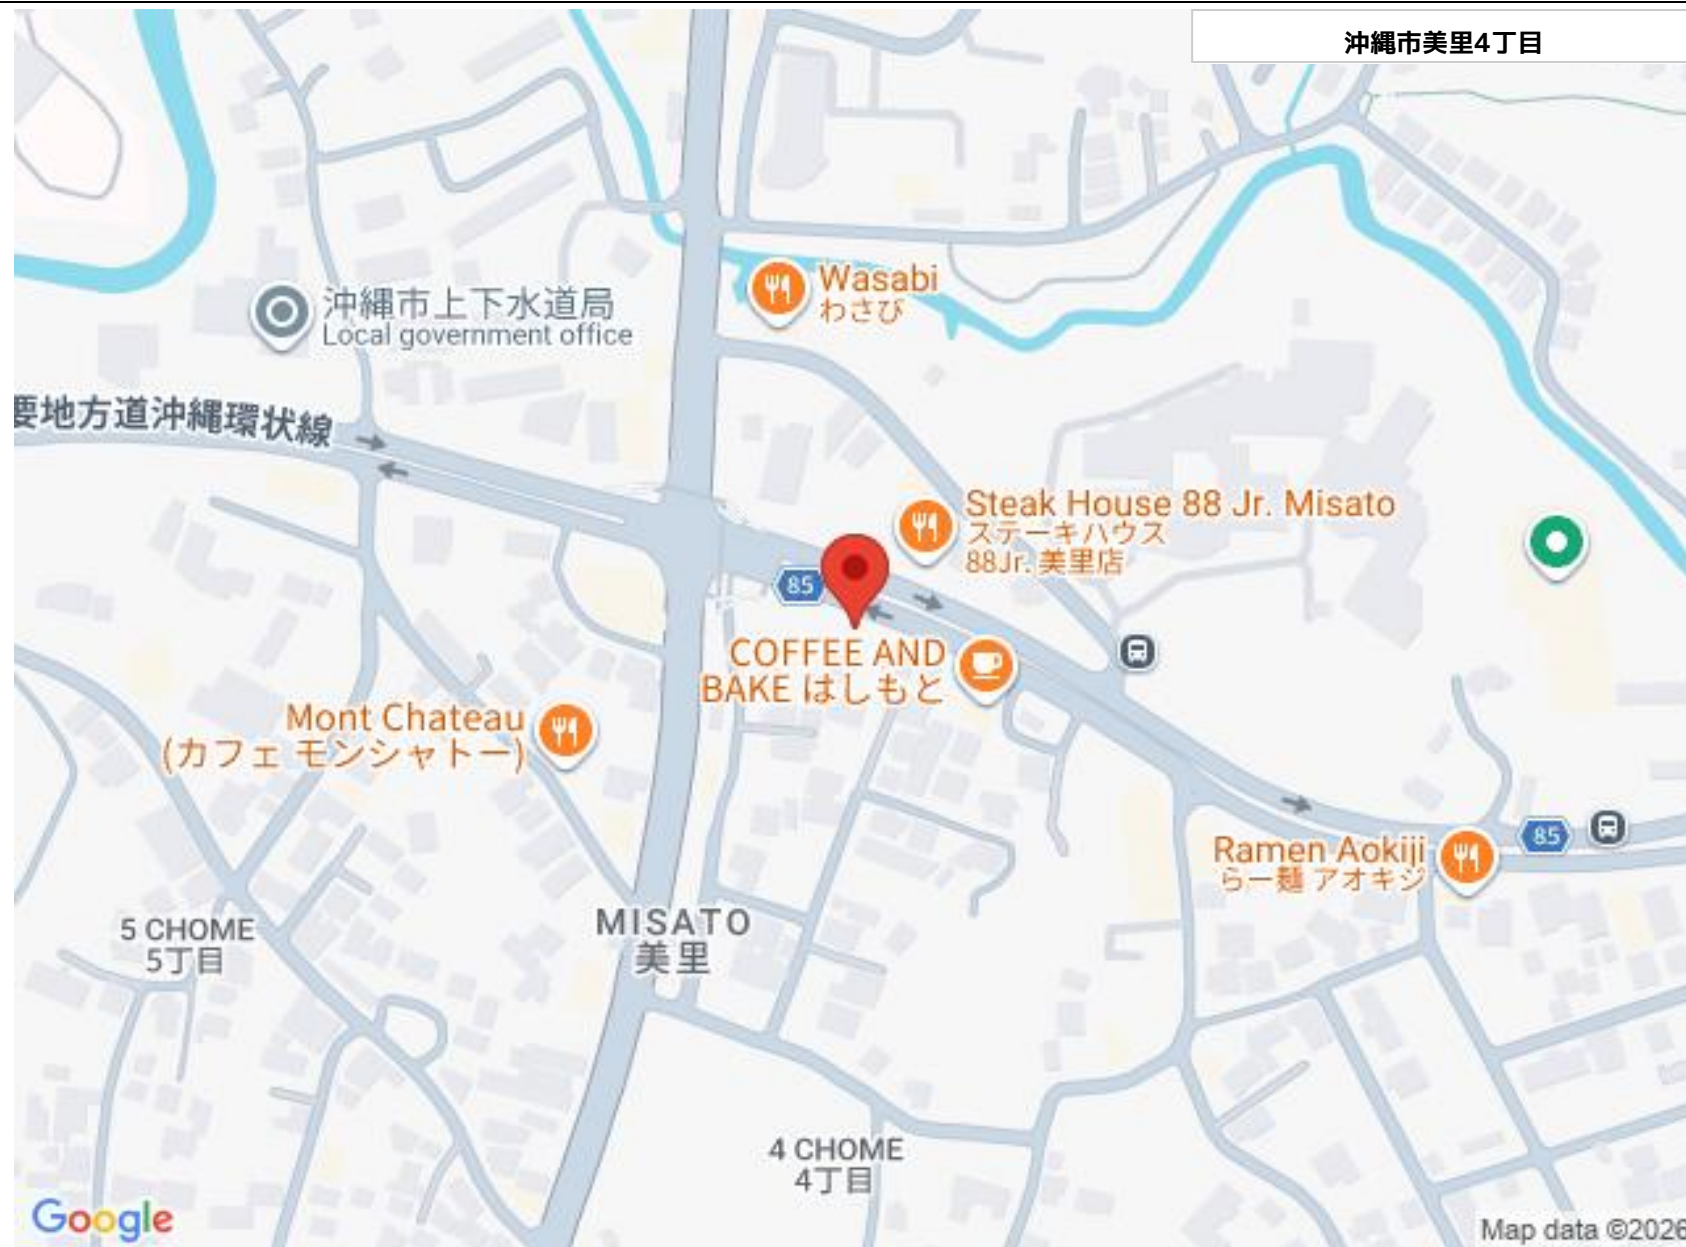 沖縄市美里4丁目
Wasabi
わさび
沖縄市上下水道局
Local government office
要地方道沖縄環状線
Steak House 88 Jr. Misato
ステーキハウス
88Jr. 美里店
85
COFFEE AND
BAKE はしもと
Mont Chateau
(カフェ モンシャトー)
Ramen Aokiji
らー麺 アオキジ
85
5 CHOME
5丁目
MISATO
美里
4 CHOME
4丁目
Google
Map data ©2026